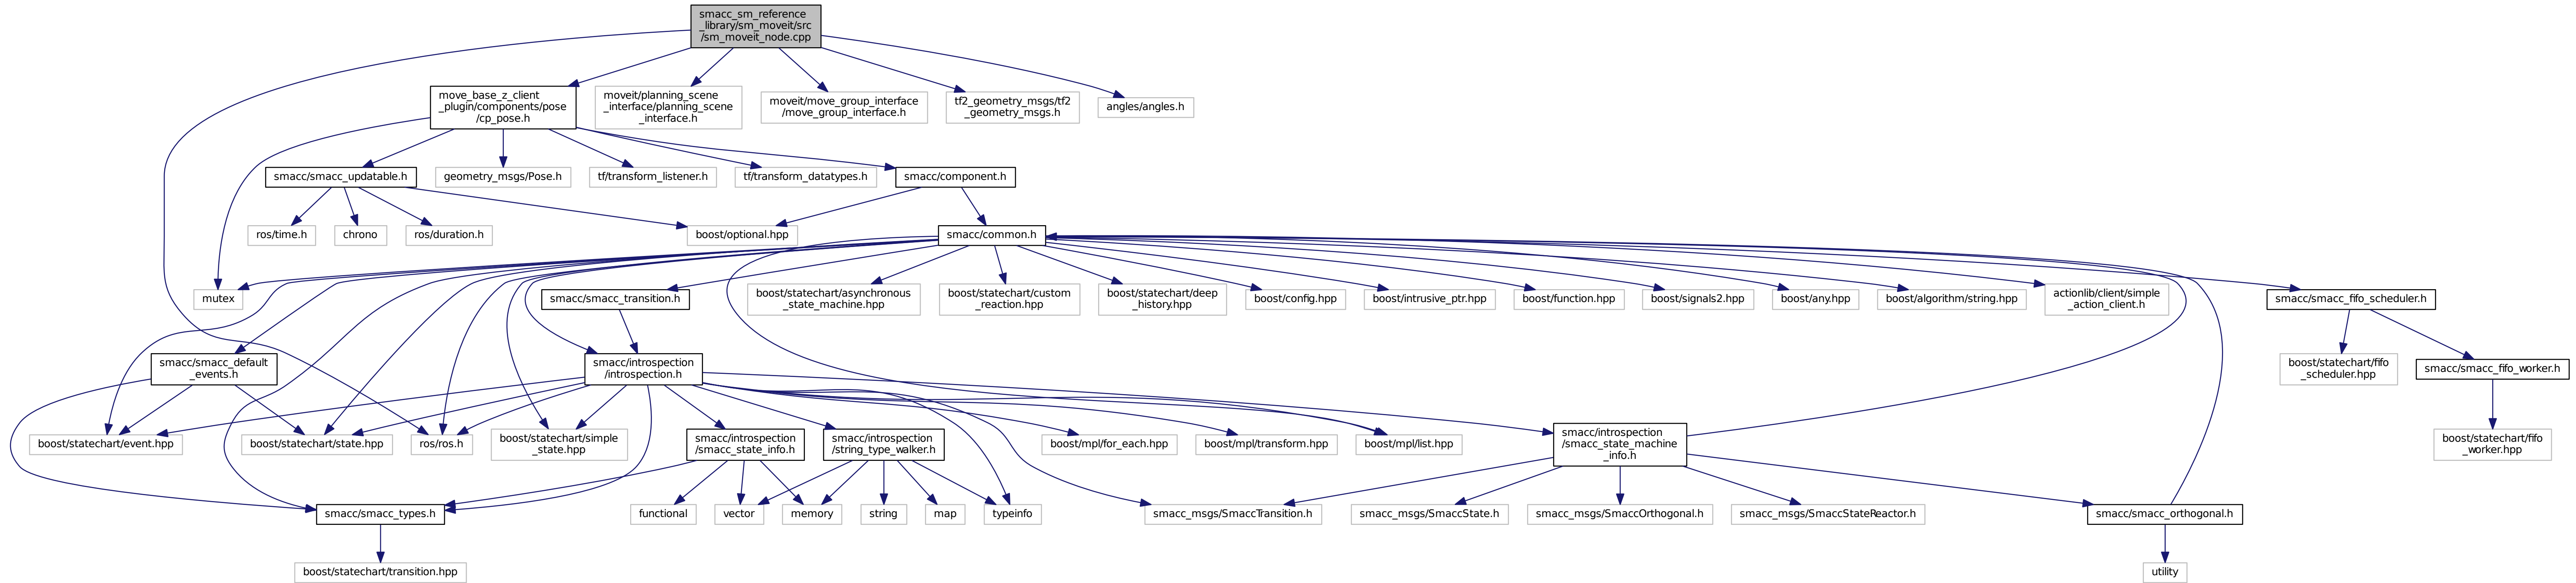 smacc_sm_reference
_library/sm_moveit/src
/sm_moveit_node.cpp
move_base_z_client
_plugin/components/pose
/cp_pose.h
moveit/planning_scene
_interface/planning_scene
_interface.h
moveit/move_group_interface
/move_group_interface.h
tf2_geometry_msgs/tf2
_geometry_msgs.h
angles/angles.h
smacc/smacc_updatable.h
geometry_msgs/Pose.h
tf/transform_listener.h
tf/transform_datatypes.h
smacc/component.h
ros/time.h
chrono
ros/duration.h
boost/optional.hpp
smacc/common.h
mutex
smacc/smacc_transition.h
boost/statechart/asynchronous
_state_machine.hpp
boost/statechart/custom
_reaction.hpp
boost/statechart/deep
_history.hpp
boost/config.hpp
boost/intrusive_ptr.hpp
boost/function.hpp
boost/signals2.hpp
boost/any.hpp
boost/algorithm/string.hpp
actionlib/client/simple
_action_client.h
smacc/smacc_fifo_scheduler.h
smacc/smacc_default
_events.h
smacc/introspection
/introspection.h
boost/statechart/fifo
_scheduler.hpp
smacc/smacc_fifo_worker.h
boost/statechart/event.hpp
boost/statechart/state.hpp
ros/ros.h
boost/statechart/simple
_state.hpp
smacc/introspection
/smacc_state_info.h
smacc/introspection
/string_type_walker.h
boost/mpl/for_each.hpp
boost/mpl/transform.hpp
boost/mpl/list.hpp
smacc/introspection
/smacc_state_machine
_info.h
boost/statechart/fifo
_worker.hpp
smacc/smacc_types.h
functional
vector
memory
string
map
typeinfo
smacc_msgs/SmaccTransition.h
smacc_msgs/SmaccState.h
smacc_msgs/SmaccOrthogonal.h
smacc_msgs/SmaccStateReactor.h
smacc/smacc_orthogonal.h
boost/statechart/transition.hpp
utility